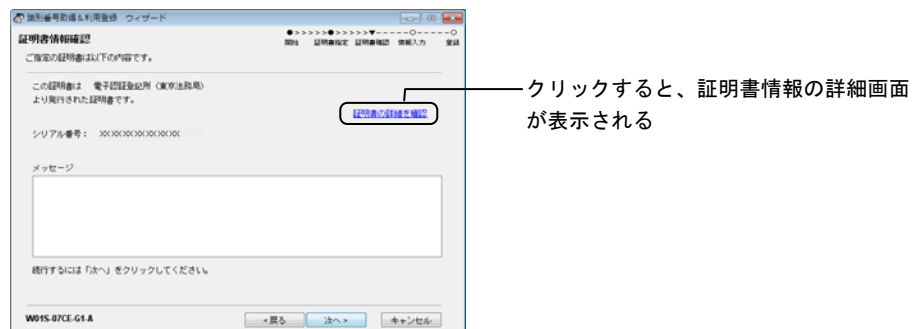 識別番号取得＆利用登録 ウィザード
証明書情報確認
●>>>>>●>>>>>▼-----○-----○
開始 証明書指定 証明書確認 情報入力 登録
ご指定の証明書は以下の内容です。
この証明書は 電子認証登記所（東京法務局）
より発行された証明書です。
証明書の詳細を確認
シリアル番号： XXXXXXXXXXXXXXXX
メッセージ
続行するには「次へ」をクリックしてください。
W01S-07CE-G1-A
<戻る 次へ> キャンセル
クリックすると、証明書情報の詳細画面
が表示される